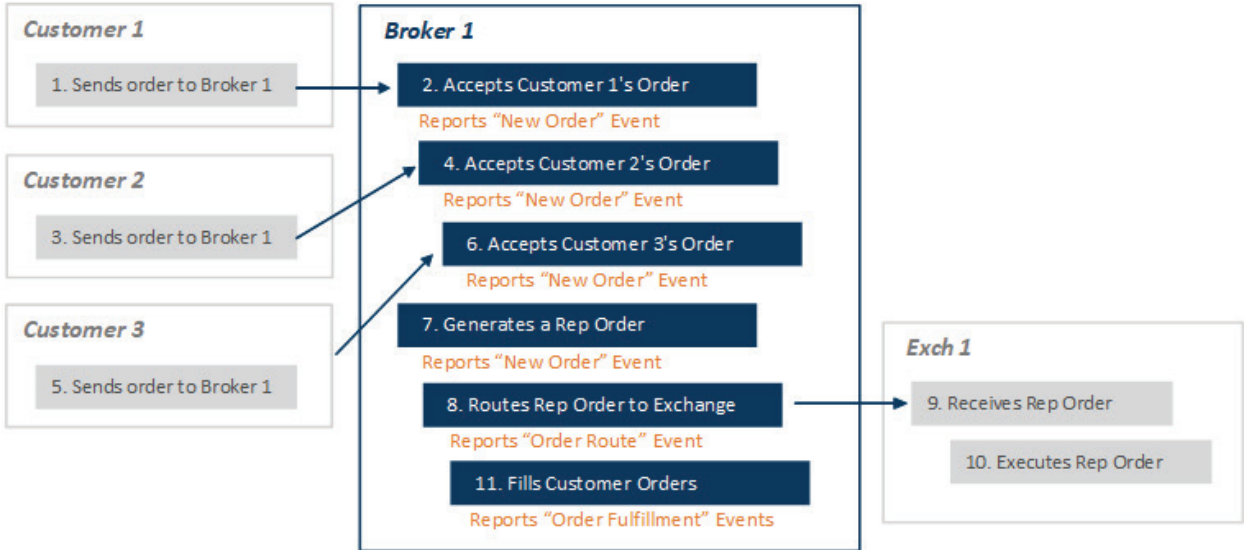 Customer 1
1. Sends order to Broker 1
Customer 2
3. Sends order to Broker 1
Customer 3
5. Sends order to Broker 1
Broker 1
2. Accepts Customer 1's Order
Reports “New Order” Event
4. Accepts Customer 2's Order
Reports “New Order” Event
6. Accepts Customer 3's Order
Reports “New Order” Event
7. Generates a Rep Order
Reports “New Order” Event
8. Routes Rep Order to Exchange
Reports “Order Route” Event
11. Fills Customer Orders
Reports “Order Fulfillment” Events
Exch 1
9. Receives Rep Order
10. Executes Rep Order